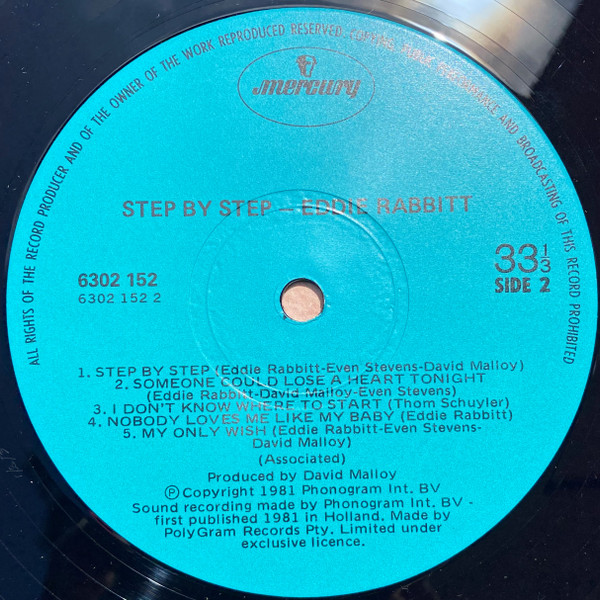 ALL RIGHTS OF THE RECORD PRODUCER AND OF THE OWNER OF THE WORK REPRODUCED RESERVED COPYING, PUBLIC PERFORMANCE AND BROADCASTING OF THIS RECORD PROHIBITED
mercury
STEP BY STEP — EDDIE RABBITT
6302 152
6302 152 2
33 1/3
SIDE 2
1. STEP BY STEP (Eddie Rabbitt-Even Stevens-David Malloy)
2. SOMEONE COULD LOSE A HEART TONIGHT
(Eddie Rabbitt-David Malloy-Even Stevens)
3. I DON'T KNOW WHERE TO START (Thom Schuyler)
4. NOBODY LOVES ME LIKE MY BABY (Eddie Rabbitt)
5. MY ONLY WISH (Eddie Rabbitt-Even Stevens-
David Malloy)
(Associated)
Produced by David Malloy
Ⓟ Copyright 1981 Phonogram Int. BV
Sound recording made by Phonogram Int. BV -
first published 1981 in Holland. Made by
PolyGram Records Pty. Limited under
exclusive licence.